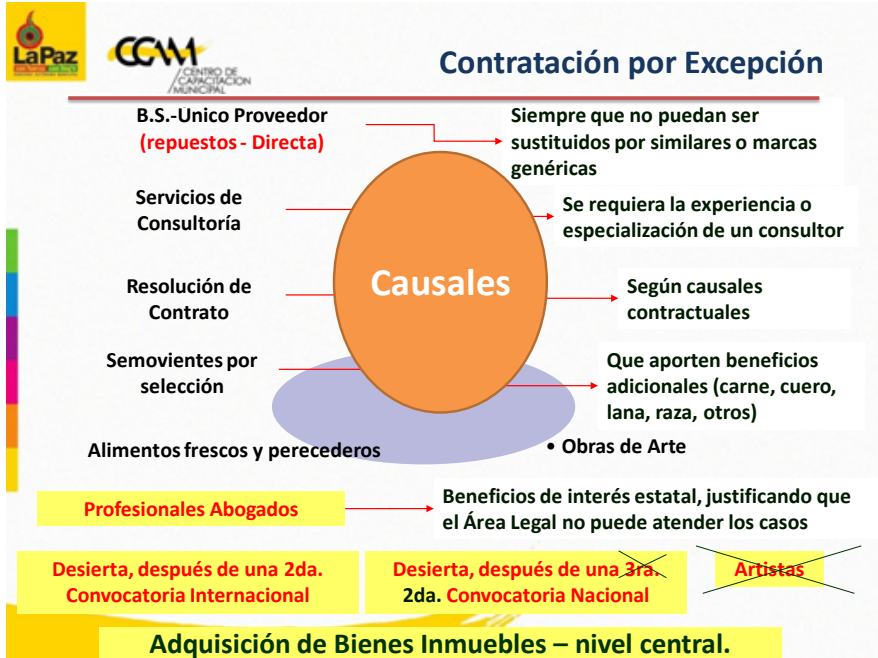 LaPaz
CCAM
CENTRO DE
CAPACITACION
MUNICIPAL
Contratación por Excepción
B.S.-Único Proveedor
(repuestos - Directa)
Siempre que no puedan ser
sustituidos por similares o marcas
genéricas
Servicios de
Consultoría
Se requiera la experiencia o
especialización de un consultor
Causales
Resolución de
Contrato
Según causales
contractuales
Semovientes por
selección
Que aporten beneficios
adicionales (carne, cuero,
lana, raza, otros)
Alimentos frescos y perecederos
• Obras de Arte
Profesionales Abogados
Beneficios de interés estatal, justificando que
el Área Legal no puede atender los casos
Desierta, después de una 2da.
Convocatoria Internacional
Desierta, después de una 3ra.
2da. Convocatoria Nacional
Artistas
Adquisición de Bienes Inmuebles – nivel central.